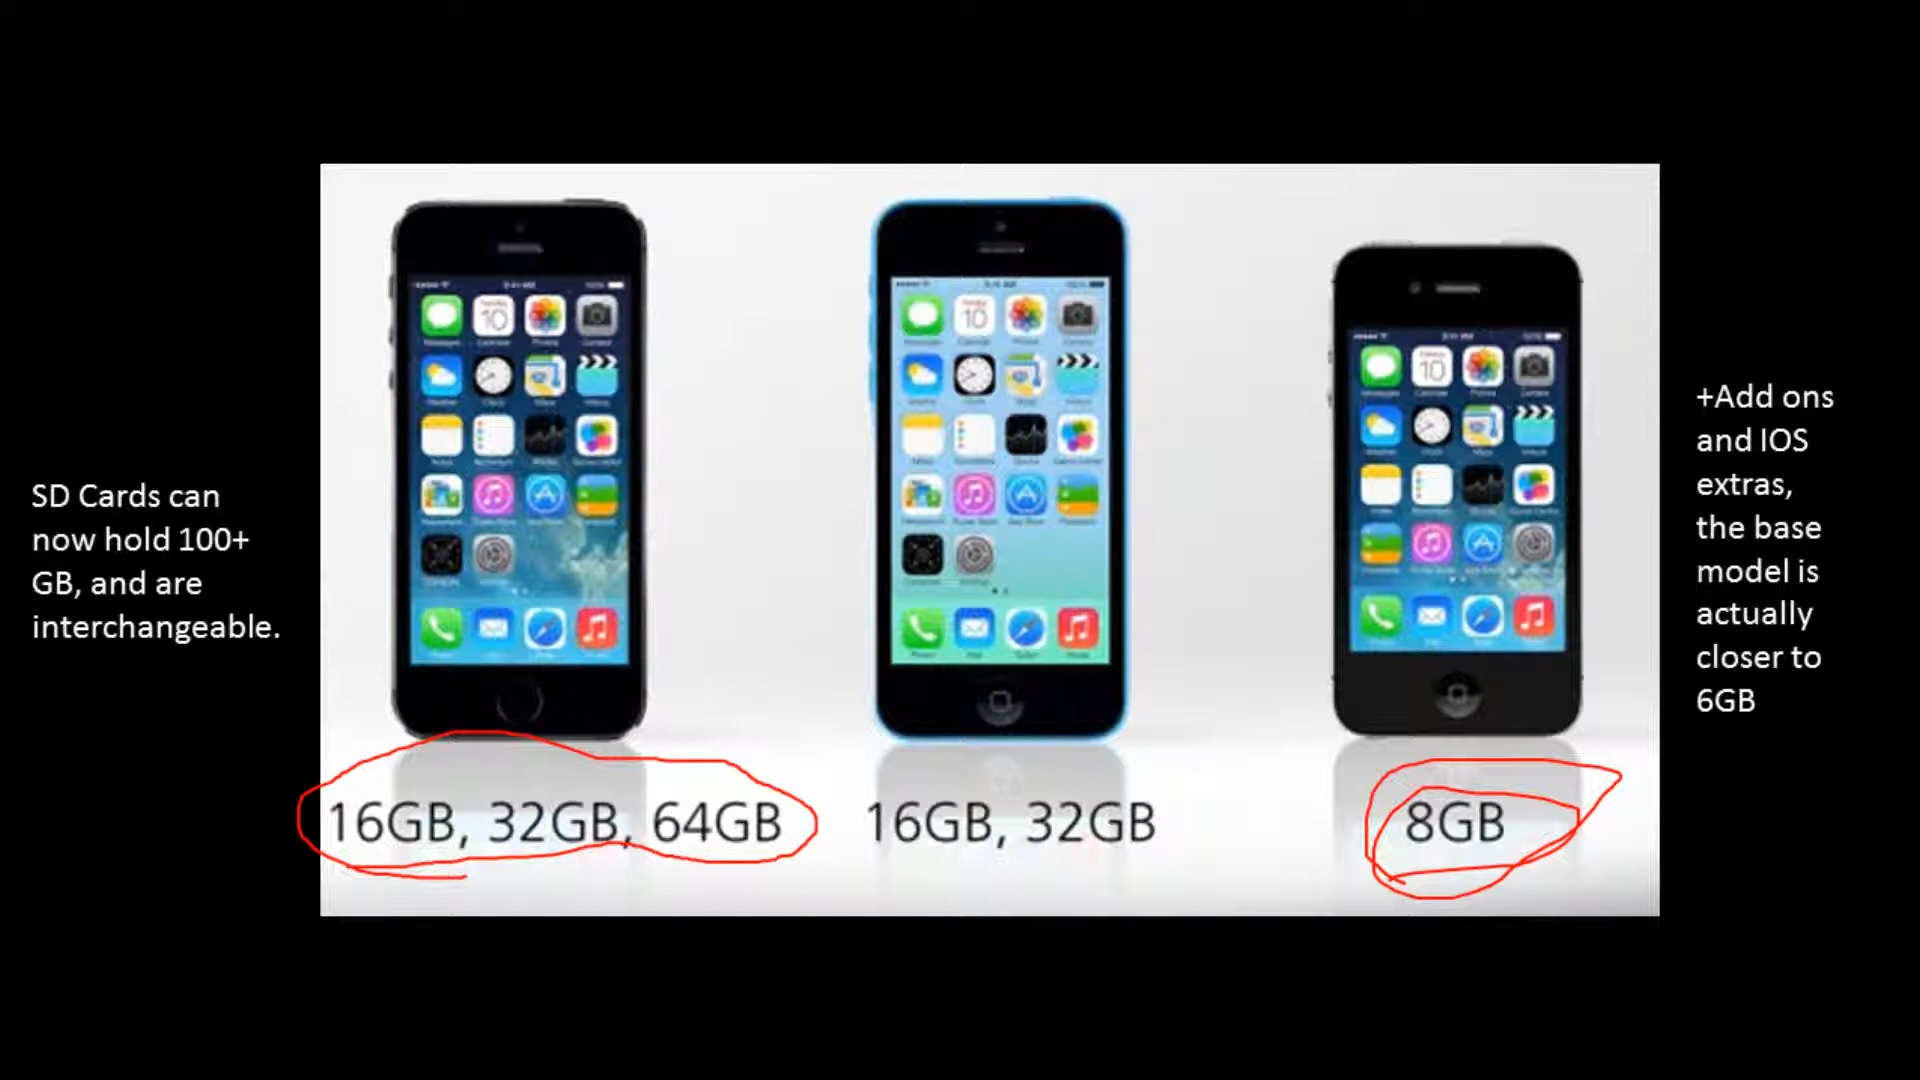 SD Cards can
now hold 100+
GB, and are
interchangeable.
16GB, 32GB, 64GB
16GB, 32GB
8GB
+Add ons
and IOS
extras,
the base
model is
actually
closer to
6GB